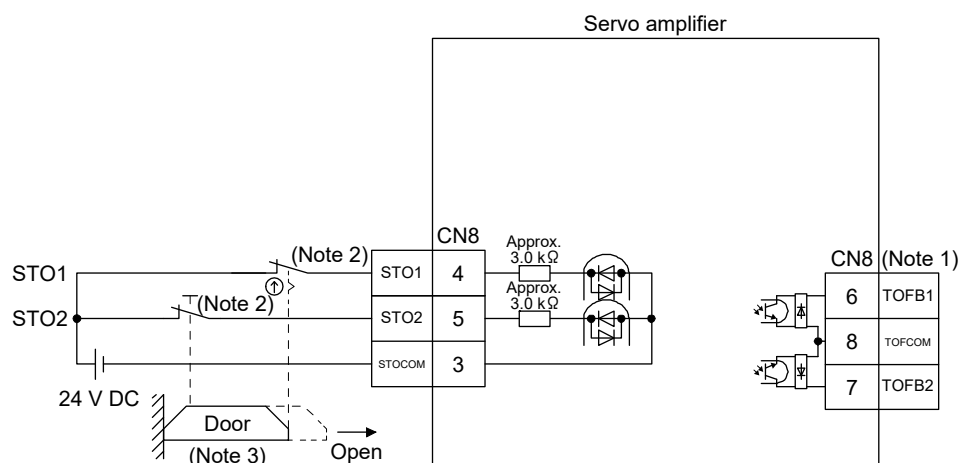 Servo amplifier
CN8
Approx.
3.0 kΩ
STO1
(Note 2)
STO1
4
Approx.
3.0 kΩ
STO2
(Note 2)
STO2
5
STOCOM
3
24 V DC
Door
(Note 3)
Open
CN8 (Note 1)
6 TOFB1
8 TOFCOM
7 TOFB2